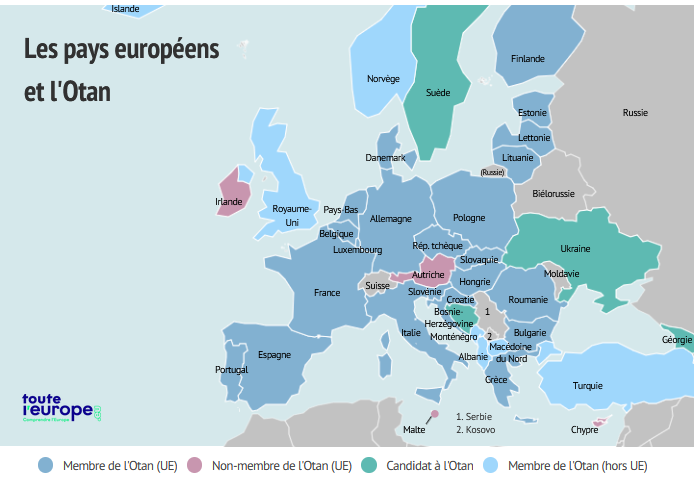 Islande
Les pays européens
et l'Otan
Norvège
Suède
Finlande
Russie
Estonie
Lettonie
Lituanie
(Russie)
Danemark
Biélorussie
Irlande
Royaume-
Uni
Pays-Bas
Belgique
Luxembourg
Allemagne
Pologne
Rép. tchèque
Slovaquie
Ukraine
Moldavie
France
Suisse
Autriche
Hongrie
Slovénie
Croatie
Roumanie
Bosnie-
Herzégovine
1
Monténégro
2
Bulgarie
Italie
Macédoine
du Nord
Albanie
Géorgie
Espagne
Portugal
Grèce
Turquie
toute
l'europe
.eu
Comprendre l'Europe
Malte
1. Serbie
2. Kosovo
Chypre
Membre de l'Otan (UE)
Non-membre de l'Otan (UE)
Candidat à l'Otan
Membre de l'Otan (hors UE)